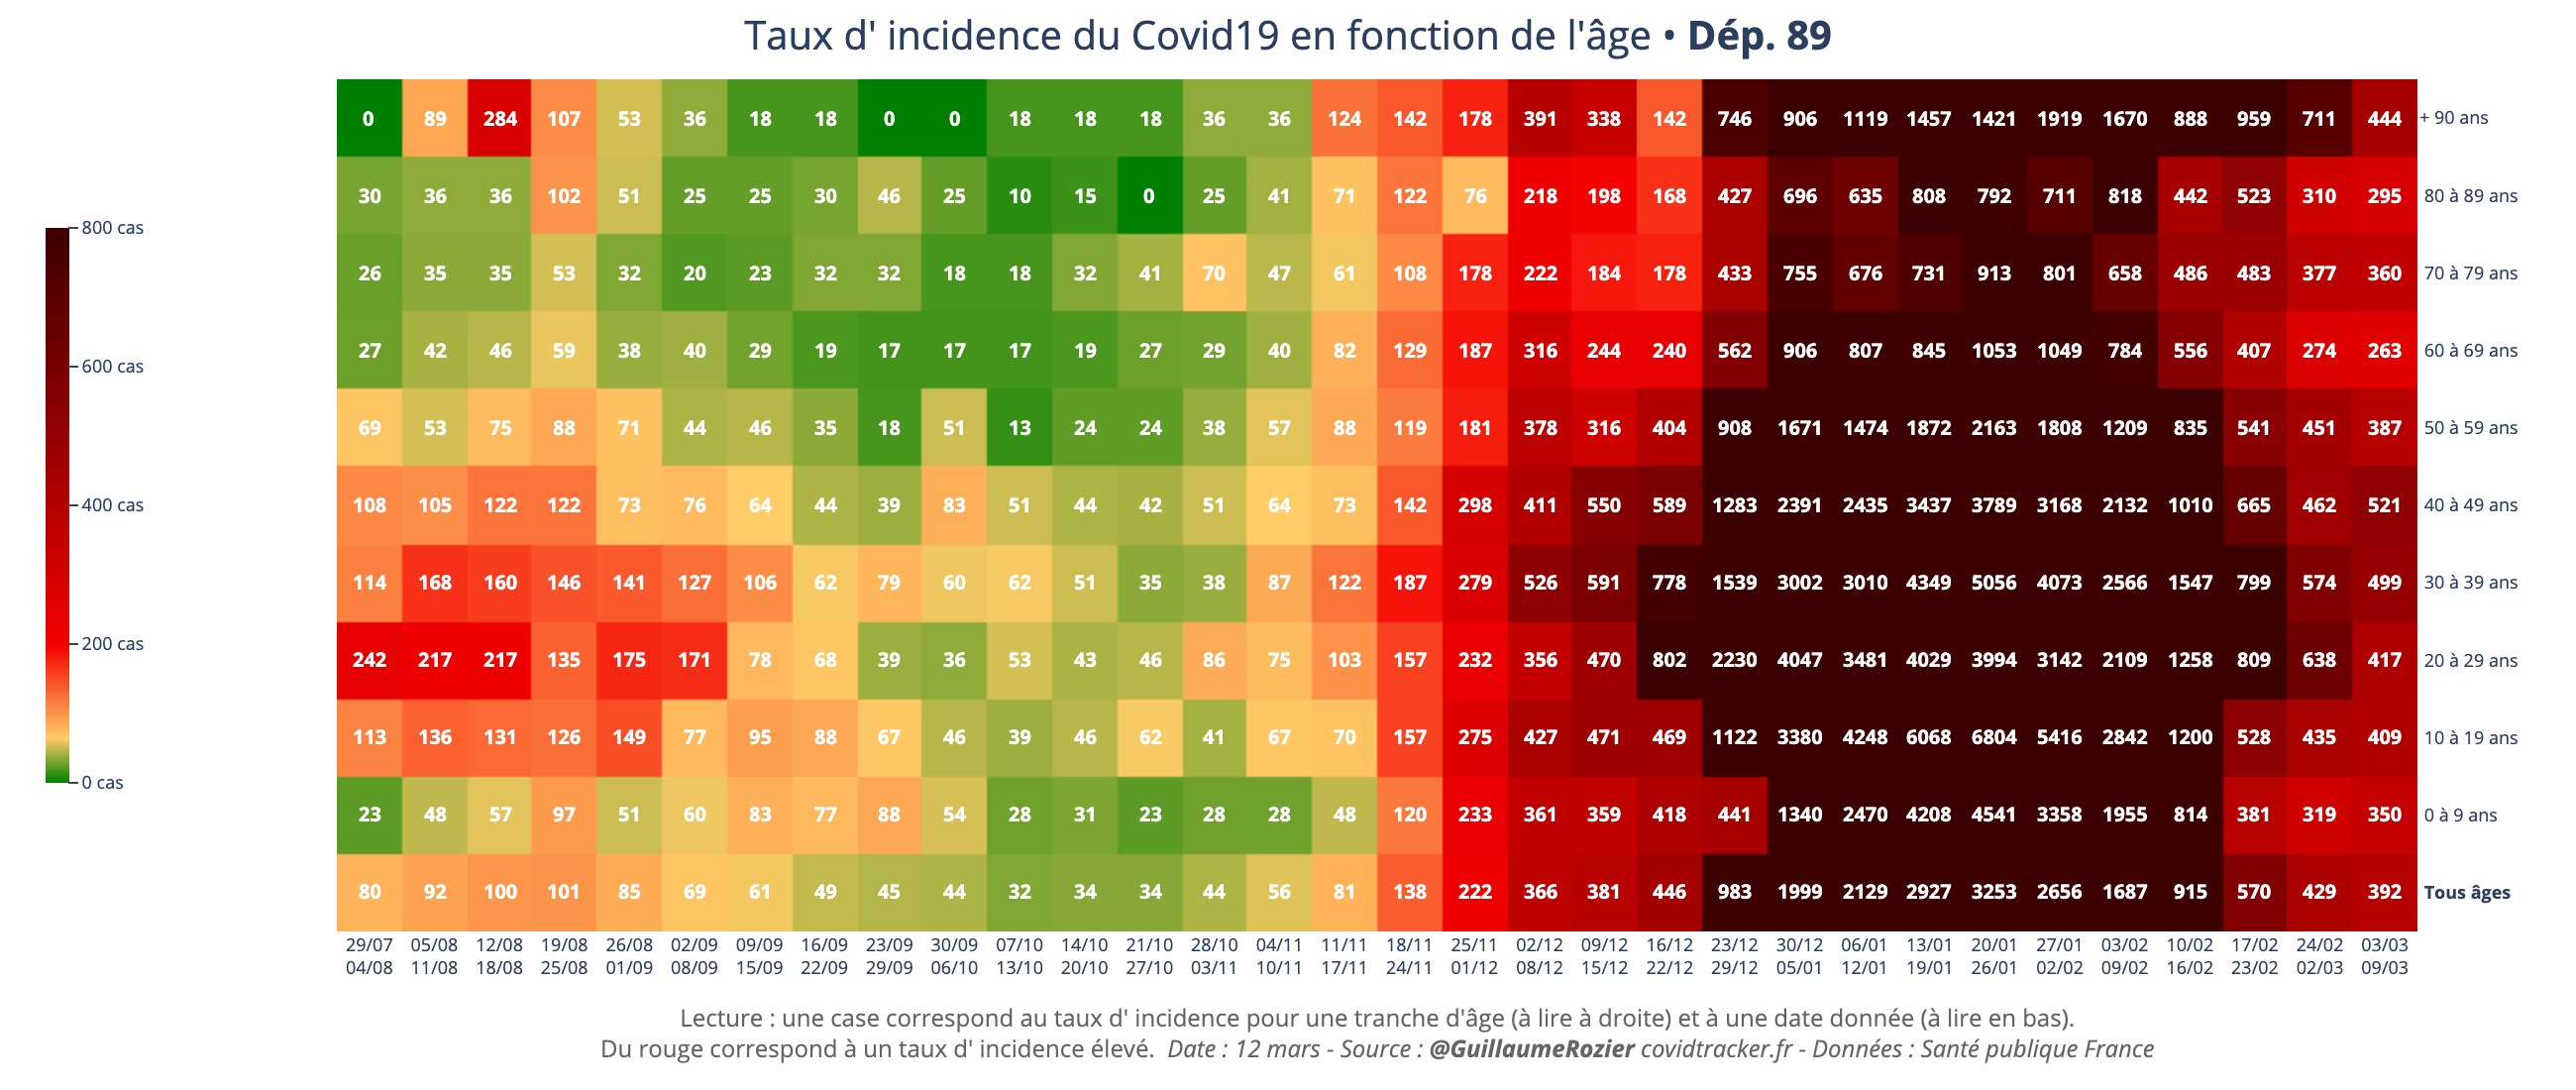 Taux d' incidence du Covid19 en fonction de l'âge • Dép. 89
0 89 284 107 53 36 18 18 0 0 18 18 18 36 36 124 142 178 391 338 142 746 906 1119 1457 1421 1919 1670 888 959 711 444 + 90 ans
30 36 36 102 51 25 25 30 46 25 10 15 0 25 41 71 122 76 218 198 168 427 696 635 808 792 711 818 442 523 310 295 80 à 89 ans
800 cas
26 35 35 53 32 20 23 32 32 18 18 32 41 70 47 61 108 178 222 184 178 433 755 676 731 913 801 658 486 483 377 360 70 à 79 ans
27 42 46 59 38 40 29 19 17 17 17 19 27 29 40 82 129 187 316 244 240 562 906 807 845 1053 1049 784 556 407 274 263 60 à 69 ans
600 cas
69 53 75 88 71 44 46 35 18 51 13 24 24 38 57 88 119 181 378 316 404 908 1671 1474 1872 2163 1808 1209 835 541 451 387 50 à 59 ans
400 cas
108 105 122 122 73 76 64 44 39 83 51 44 42 51 64 73 142 298 411 550 589 1283 2391 2435 3437 3789 3168 2132 1010 665 462 521 40 à 49 ans
114 168 160 146 141 127 106 62 79 60 62 51 35 38 87 122 187 279 526 591 778 1539 3002 3010 4349 5056 4073 2566 1547 799 574 499 30 à 39 ans
200 cas
242 217 217 135 175 171 78 68 39 36 53 43 46 86 75 103 157 232 356 470 802 2230 4047 3481 4029 3994 3142 2109 1258 809 638 417 20 à 29 ans
113 136 131 126 149 77 95 88 67 46 39 46 62 41 67 70 157 275 427 471 469 1122 3380 4248 6068 6804 5416 2842 1200 528 435 409 10 à 19 ans
0 cas
23 48 57 97 51 60 83 77 88 54 28 31 23 28 28 48 120 233 361 359 418 441 1340 2470 4208 4541 3358 1955 814 381 319 350 0 à 9 ans
80 92 100 101 85 69 61 49 45 44 32 34 34 44 56 81 138 222 366 381 446 983 1999 2129 2927 3253 2656 1687 915 570 429 392 Tous âges
29/07 05/08 12/08 19/08 26/08 02/09 09/09 16/09 23/09 30/09 07/10 14/10 21/10 28/10 04/11 11/11 18/11 25/11 02/12 09/12 16/12 23/12 30/12 06/01 13/01 20/01 27/01 03/02 10/02 17/02 24/02 03/03
04/08 11/08 18/08 25/08 01/09 08/09 15/09 22/09 29/09 06/10 13/10 20/10 27/10 03/11 10/11 17/11 24/11 01/12 08/12 15/12 22/12 29/12 05/01 12/01 19/01 26/01 02/02 09/02 16/02 23/02 02/03 09/03
Lecture : une case correspond au taux d' incidence pour une tranche d'âge (à lire à droite) et à une date donnée (à lire en bas).
Du rouge correspond à un taux d' incidence élevé. Date : 12 mars - Source : @GuillaumeRozier covidtracker.fr - Données : Santé publique France